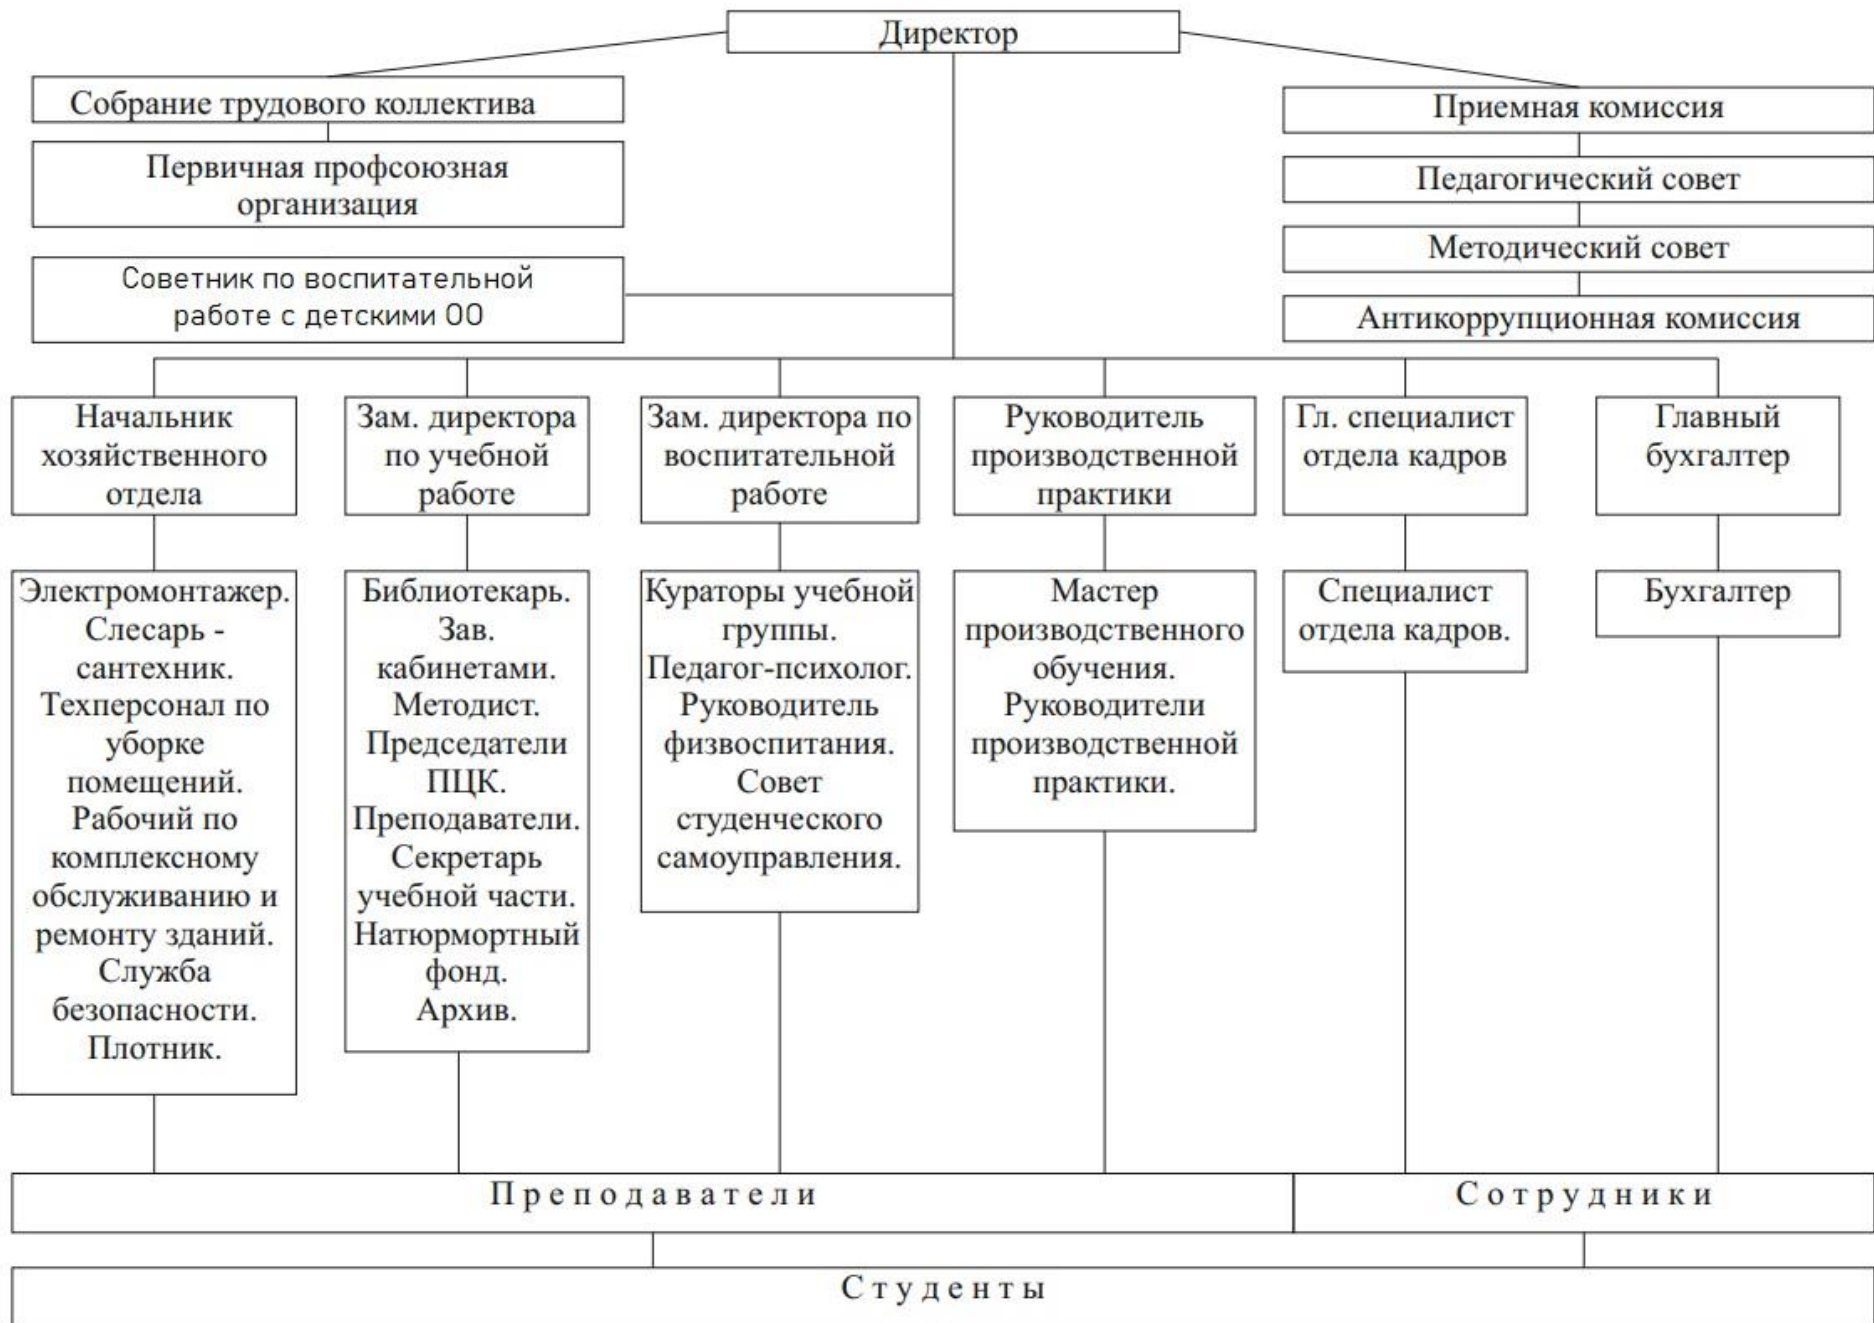 Директор
Собрание трудового коллектива
Первичная профсоюзная
организация
Советник по воспитательной
работе с детскими ОО
Приемная комиссия
Педагогический совет
Методический совет
Антикоррупционная комиссия
Начальник
хозяйственного
отдела
Зам. директора
по учебной
работе
Зам. директора по
воспитательной
работе
Руководитель
производственной
практики
Гл. специалист
отдела кадров
Главный
бухгалтер
Электромонтажер.
Слесарь -
сантехник.
Техперсонал по
уборке
помещений.
Рабочий по
комплексному
обслуживанию и
ремонту зданий.
Служба
безопасности.
Плотник.
Библиотекарь.
Зав.
кабинетами.
Методист.
Председатели
ПЦК.
Преподаватели.
Секретарь
учебной части.
Натюрмортный
фонд.
Архив.
Кураторы учебной
группы.
Педагог-психолог.
Руководитель
физвоспитания.
Совет
студенческого
самоуправления.
Мастер
производственного
обучения.
Руководители
производственной
практики.
Специалист
отдела кадров.
Бухгалтер
Преподаватели
Сотрудники
Студенты